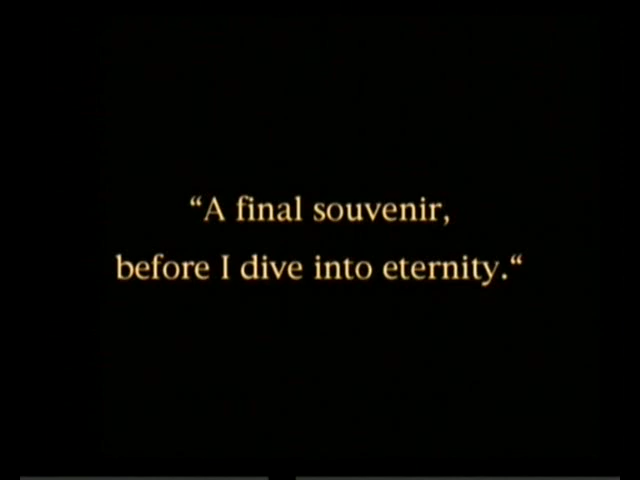 “A final souvenir,
before I dive into eternity.“